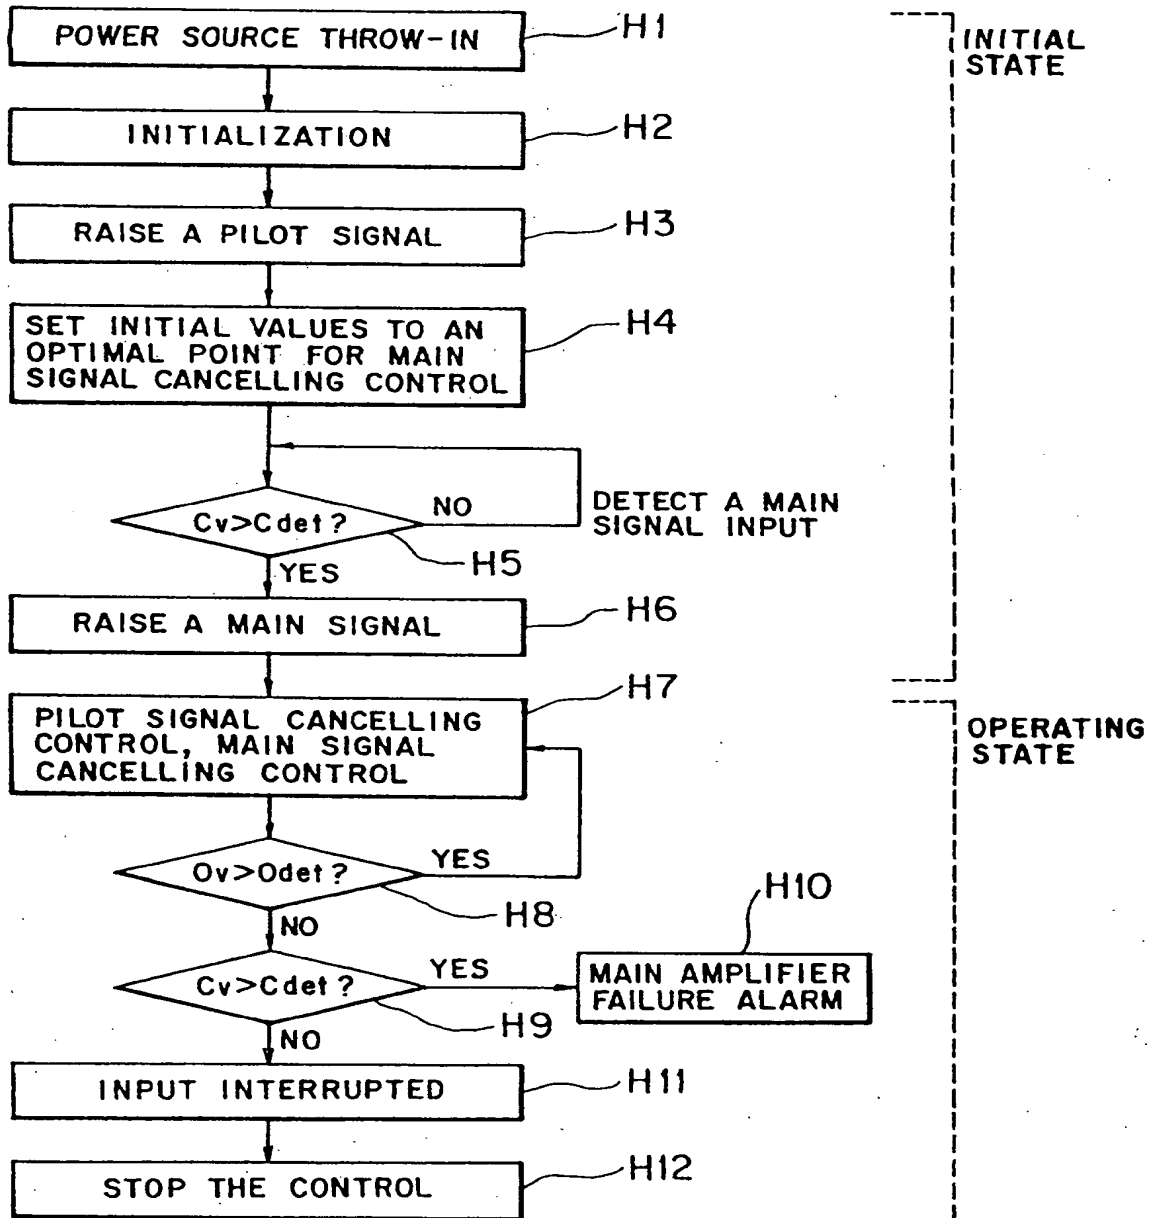 POWER SOURCE THROW-IN
H1
INITIAL
STATE
INITIALIZATION
H2
RAISE A PILOT SIGNAL
H3
SET INITIAL VALUES TO AN
OPTIMAL POINT FOR MAIN
SIGNAL CANCELLING CONTROL
H4
Cv>Cdet?
NO
DETECT A MAIN
SIGNAL INPUT
H5
YES
RAISE A MAIN SIGNAL
H6
PILOT SIGNAL CANCELLING
CONTROL, MAIN SIGNAL
CANCELLING CONTROL
H7
OPERATING
STATE
Ov>Odet?
YES
H8
NO
Cv>Cdet?
YES
H9
H10
MAIN AMPLIFIER
FAILURE ALARM
NO
INPUT INTERRUPTED
H11
STOP THE CONTROL
H12